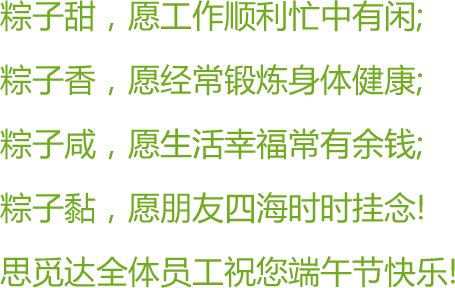 粽子甜，愿工作顺利忙中有闲;
粽子香，愿经常锻炼身体健康;
粽子咸，愿生活幸福常有余钱;
粽子黏，愿朋友四海时时挂念!
思觅达全体员工祝您端午节快乐!